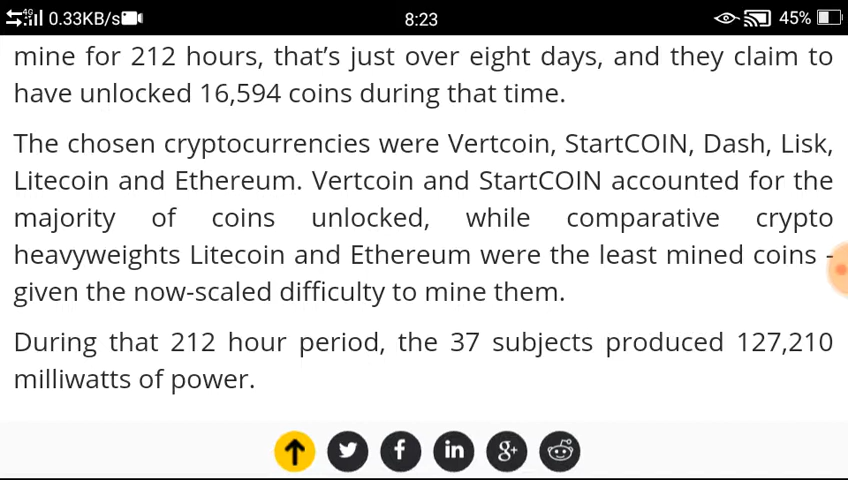 4G 0.33KB/s 8:23 45%
mine for 212 hours, that's just over eight days, and they claim to
have unlocked 16,594 coins during that time.
The chosen cryptocurrencies were Vertcoin, StartCOIN, Dash, Lisk,
Litecoin and Ethereum. Vertcoin and StartCOIN accounted for the
majority of coins unlocked, while comparative crypto
heavyweights Litecoin and Ethereum were the least mined coins -
given the now-scaled difficulty to mine them.
During that 212 hour period, the 37 subjects produced 127,210
milliwatts of power.
f in g+